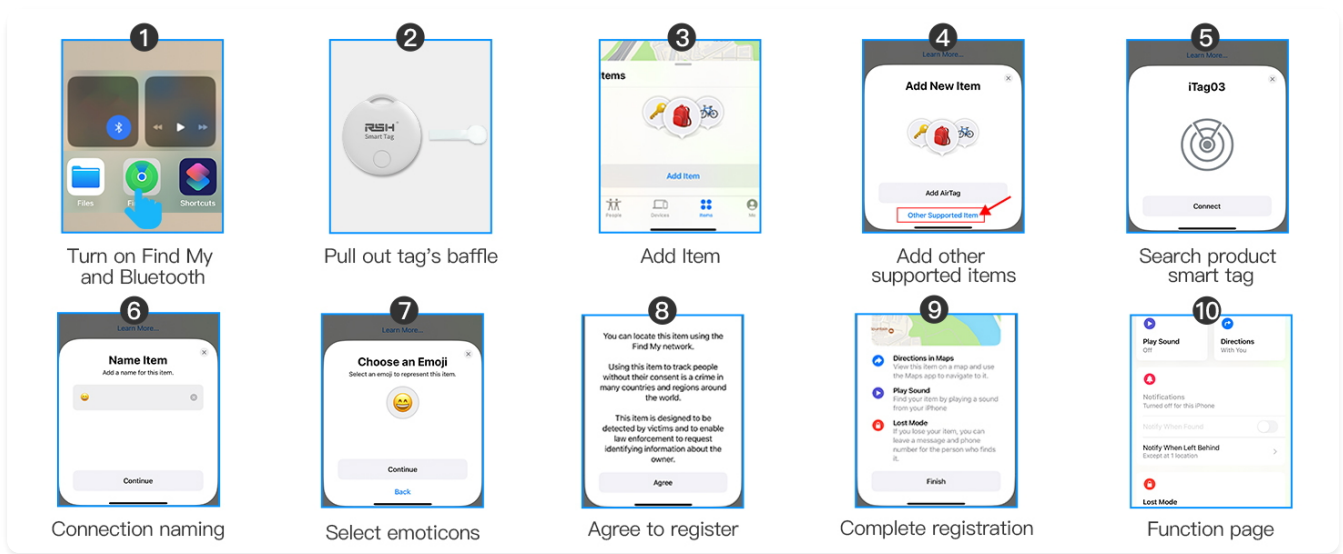 1
2
3
4
5
Files
Shortcuts
RSH™
Smart Tag
Items
Add Item
People
Devices
Items
Me
Learn More...
Add New Item
Add AirTag
Other Supported Item
Learn More...
iTag03
Connect
Turn on Find My
and Bluetooth
Pull out tag's baffle
Add Item
Add other
supported items
Search product
smart tag
6
7
8
9
10
Learn More...
Name Item
Add a name for this item.
Continue
Learn More...
Choose an Emoji
Select an emoji to represent this item.
Continue
Back
You can locate this item using the
Find My network.
Using this item to track people
without their consent is a crime in
many countries and regions around
the world.
This item is designed to be
detected by victims and to enable
law enforcement to request
identifying information about the
owner.
Agree
Directions in Maps
View this item on a map and use
the Maps app to navigate to it.
Play Sound
Find your item by playing a sound
from your iPhone
Lost Mode
If you lose your item, you can
leave a message and phone
number for the person who finds
it.
Finish
Play Sound
Off
Directions
With You
Notifications
Turned off for this iPhone
Notify When Found
Notify When Left Behind
Except at 1 location
Lost Mode
Connection naming
Select emoticons
Agree to register
Complete registration
Function page